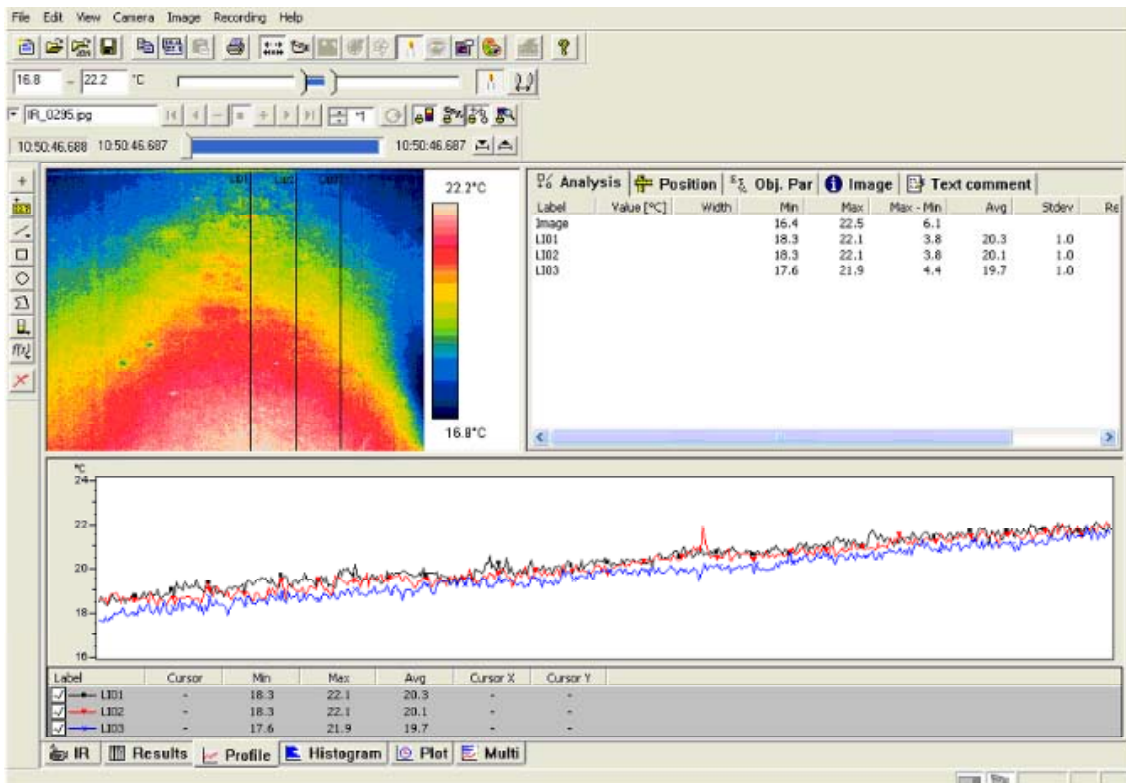 File Edit View Camera Image Recording Help
16.8 – 22.2 °C
IR_0295.jpg
10:50:46.688 10:50:46.687 10:50:46.687
LI01 LI02 LI03
22.2°C
16.8°C
Analysis Position Obj. Par Image Text comment
Label Value [°C] Width Min Max Max - Min Avg Stdev Re
Image 16.4 22.5 6.1
LI01 18.3 22.1 3.8 20.3 1.0
LI02 18.3 22.1 3.8 20.1 1.0
LI03 17.6 21.9 4.4 19.7 1.0
°C
24
22
20
18
16
Label Cursor Min Max Avg Cursor X Cursor Y
LI01 - 18.3 22.1 20.3 - -
LI02 - 18.3 22.1 20.1 - -
LI03 - 17.6 21.9 19.7 - -
IR Results Profile Histogram Plot Multi